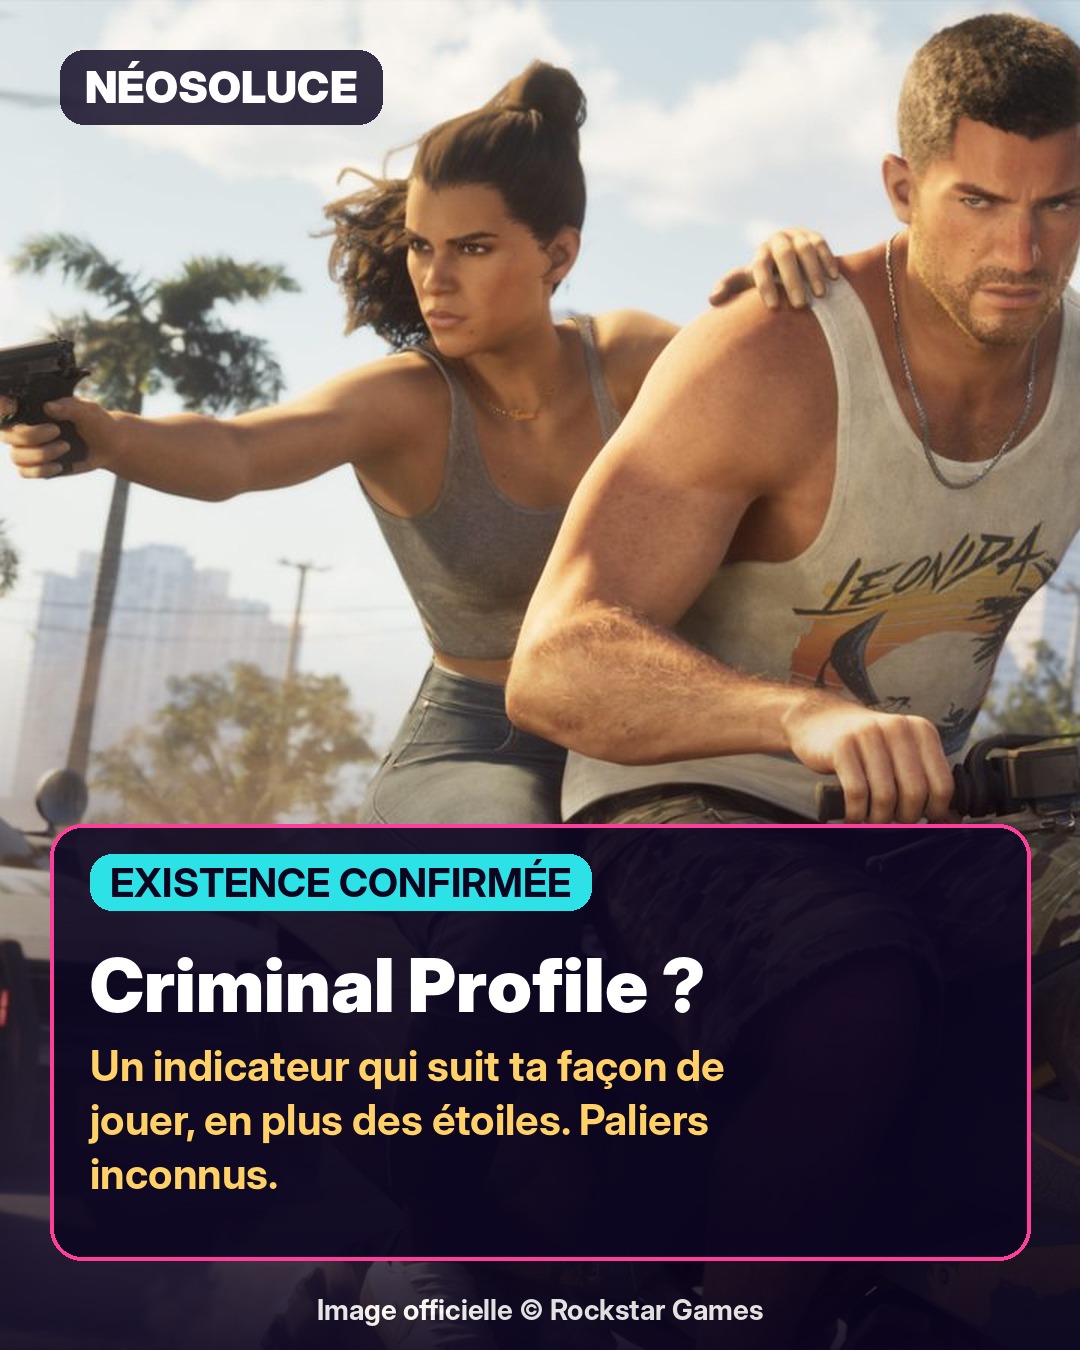 NÉOSOLUCE
LEONIDA
EXISTENCE CONFIRMÉE
Criminal Profile ?
Un indicateur qui suit ta façon de
jouer, en plus des étoiles. Paliers
inconnus.
Image officielle © Rockstar Games